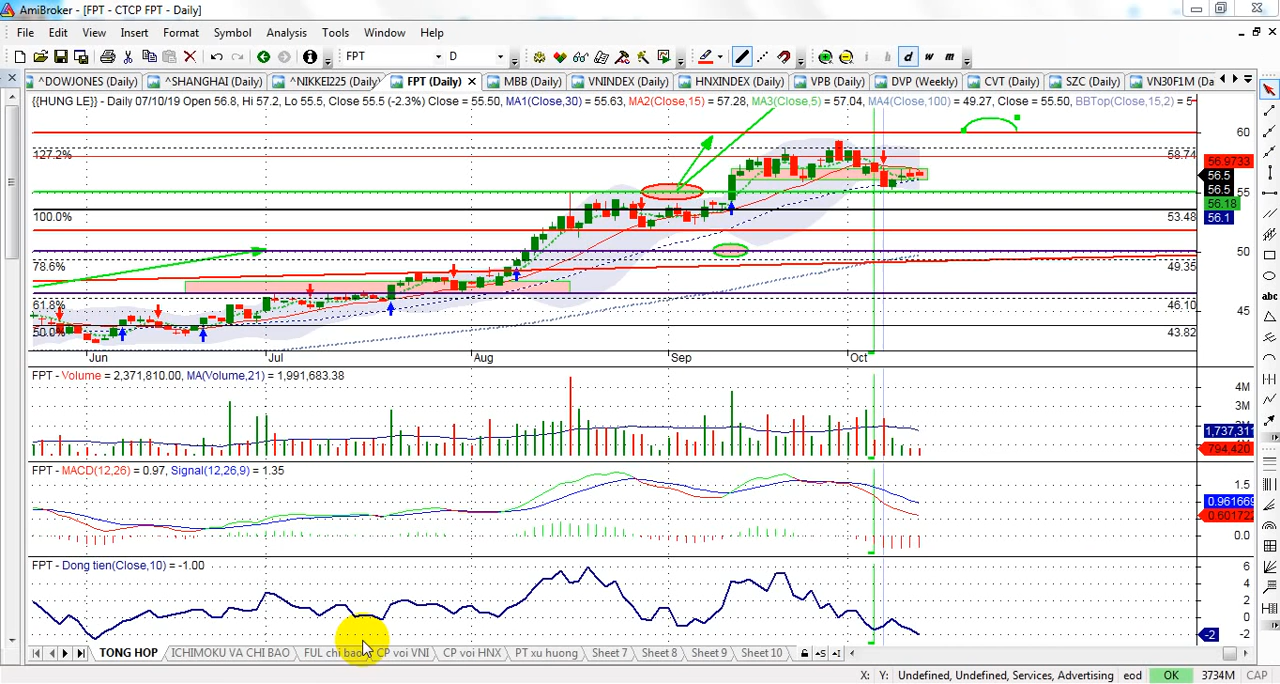 AmiBroker - [FPT - CTCP FPT - Daily]
File Edit View Insert Format Symbol Analysis Tools Window Help
FPT D i h d w m
^DOWJONES (Daily) ^SHANGHAI (Daily) ^NIKKEI225 (Daily) FPT (Daily) MBB (Daily) VNINDEX (Daily) HNXINDEX (Daily) VPB (Daily) DVP (Weekly) CVT (Daily) SZC (Daily) VN30F1M (Da
{{HUNG LE}} - Daily 07/10/19 Open 56.8, Hi 57.2, Lo 55.5, Close 55.5 (-2.3%) Close = 55.50, MA1(Close,30) = 55.63, MA2(Close,15) = 57.28, MA3(Close,5) = 57.04, MA4(Close,100) = 49.27, Close = 55.50, BBTop(Close,15,2) = 5
60
127.2% 58.74
56.9733
56.5
56.5
55
56.18
56.1
100.0% 53.48
50
78.6% 49.35
61.8% 46.10
45
50.0% 43.82
Jun Jul Aug Sep Oct
FPT - Volume = 2,371,810.00, MA(Volume,21) = 1,991,683.38
4M
3M
1,737,311
794,420
FPT - MACD(12,26) = 0.97, Signal(12,26,9) = 1.35
1.5
0.961669
0.601722
0.0
FPT - Dong tien(Close,10) = -1.00
6
4
2
0
-2
-2
TONG HOP ICHIMOKU VA CHI BAO FUL chi bao CP voi VNI CP voi HNX PT xu huong Sheet 7 Sheet 8 Sheet 9 Sheet 10
X: Y: Undefined, Undefined, Services, Advertising eod OK 3734M CAP
abc